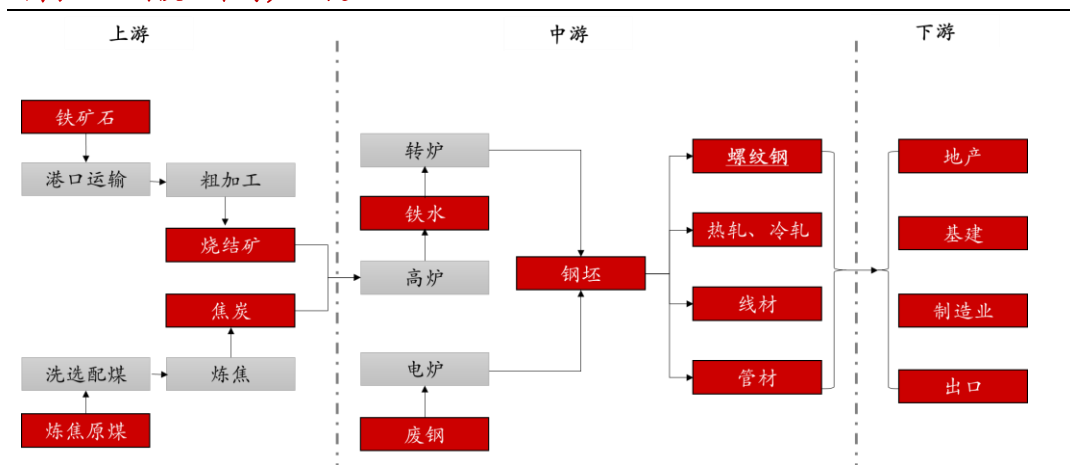 上游
中游
下游
铁矿石
港口运输
粗加工
烧结矿
焦炭
洗选配煤
炼焦
炼焦原煤
转炉
铁水
高炉
电炉
废钢
钢坯
螺纹钢
热轧、冷轧
线材
管材
地产
基建
制造业
出口